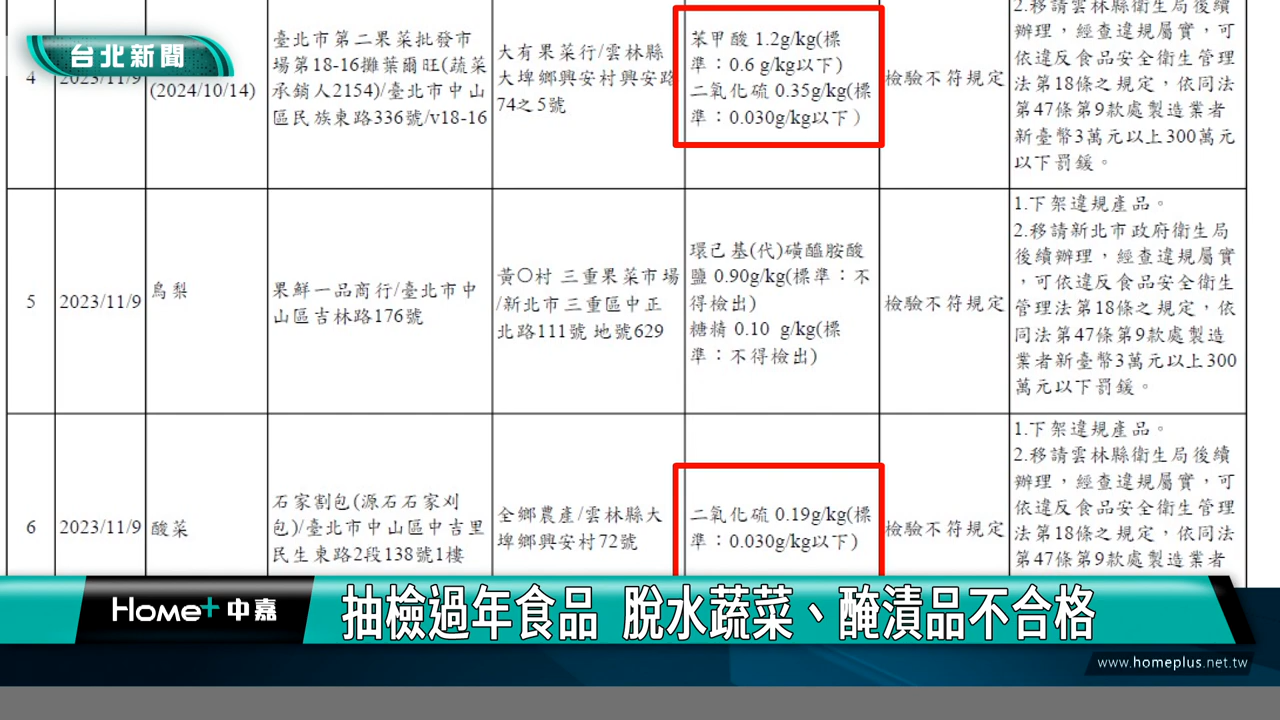 台北新聞
4
2023/11/9
(2024/10/14)
臺北市第二果菜批發市
場第18-16攤葉爾旺(蔬菜
承銷人2154)/臺北市中山
區民族東路336號/v18-16
大有果菜行/雲林縣
大埤鄉興安村興安路
74之5號
苯甲酸 1.2g/kg(標
準：0.6 g/kg以下)
二氧化硫 0.35g/kg(標
準：0.030g/kg以下）
檢驗不符規定
2.移請雲林縣衛生局後續
辦理，經查違規屬實，可
依違反食品安全衛生管理
法第18條之規定，依同法
第47條第9款處製造業者
新臺幣3萬元以上300萬元
以下罰鍰。
5
2023/11/9
鳥梨
果鮮一品商行/臺北市中
山區吉林路176號
黃〇村 三重果菜市場
/新北市三重區中正
北路111號 地號629
環己基(代)磺醯胺酸
鹽 0.90g/kg(標準：不
得檢出)
糖精 0.10 g/kg(標
準：不得檢出)
檢驗不符規定
1.下架違規產品。
2.移請新北市政府衛生局
後續辦理，經查違規屬實
，可依違反食品安全衛生
管理法第18條之規定，依
同法第47條第9款處製造
業者新臺幣3萬元以上300
萬元以下罰鍰。
6
2023/11/9
酸菜
石家割包(源石石家刈
包)/臺北市中山區中吉里
民生東路2段138號1樓
全鄉農產/雲林縣大
埤鄉興安村72號
二氧化硫 0.19g/kg(標
準：0.030g/kg以下)
檢驗不符規定
1.下架違規產品。
2.移請雲林縣衛生局後續
辦理，經查違規屬實，可
依違反食品安全衛生管理
法第18條之規定，依同法
第47條第9款處製造業者
Home+中嘉
抽檢過年食品 脫水蔬菜、醃漬品不合格
www.homeplus.net.tw